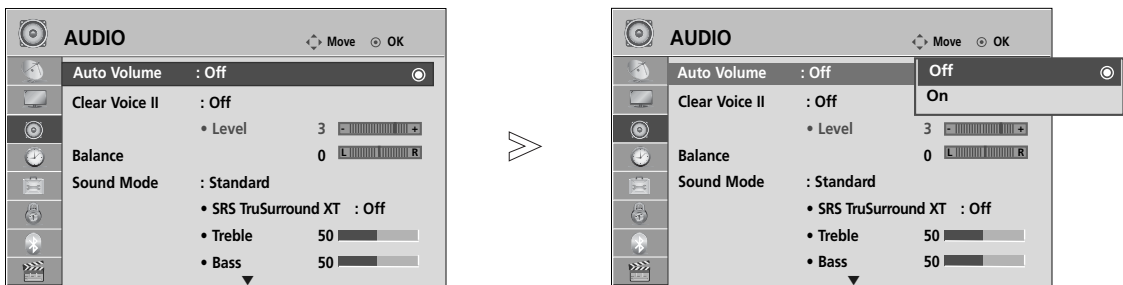 AUDIO Move OK
Auto Volume : Off
Clear Voice II : Off
• Level 3 - +
Balance 0 L R
Sound Mode : Standard
• SRS TruSurround XT : Off
• Treble 50
• Bass 50
>
AUDIO Move OK
Auto Volume : Off
Off
On
Clear Voice II : Off
• Level 3 - +
Balance 0 L R
Sound Mode : Standard
• SRS TruSurround XT : Off
• Treble 50
• Bass 50